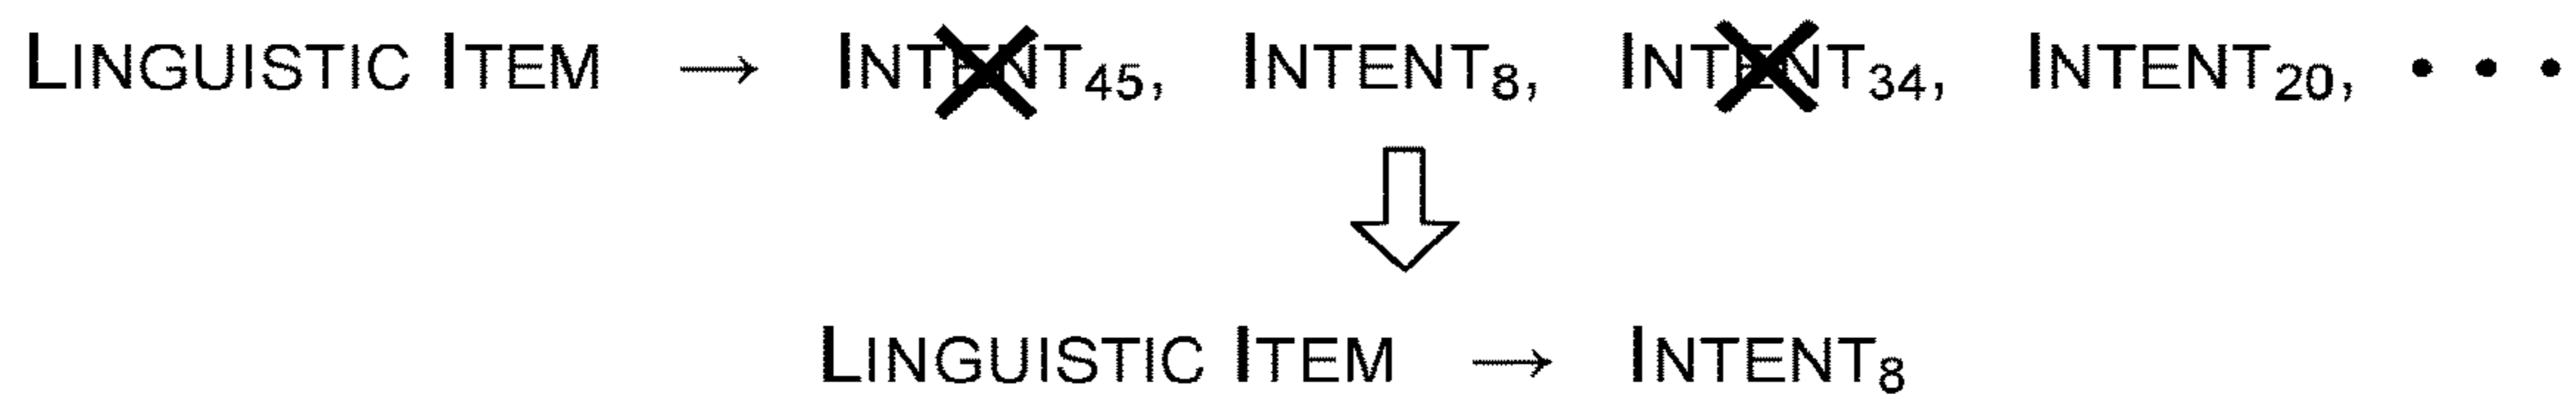 LINGUISTIC ITEM → INTENT45, INTENT8, INTENT34, INTENT20, • • •
LINGUISTIC ITEM → INTENT8